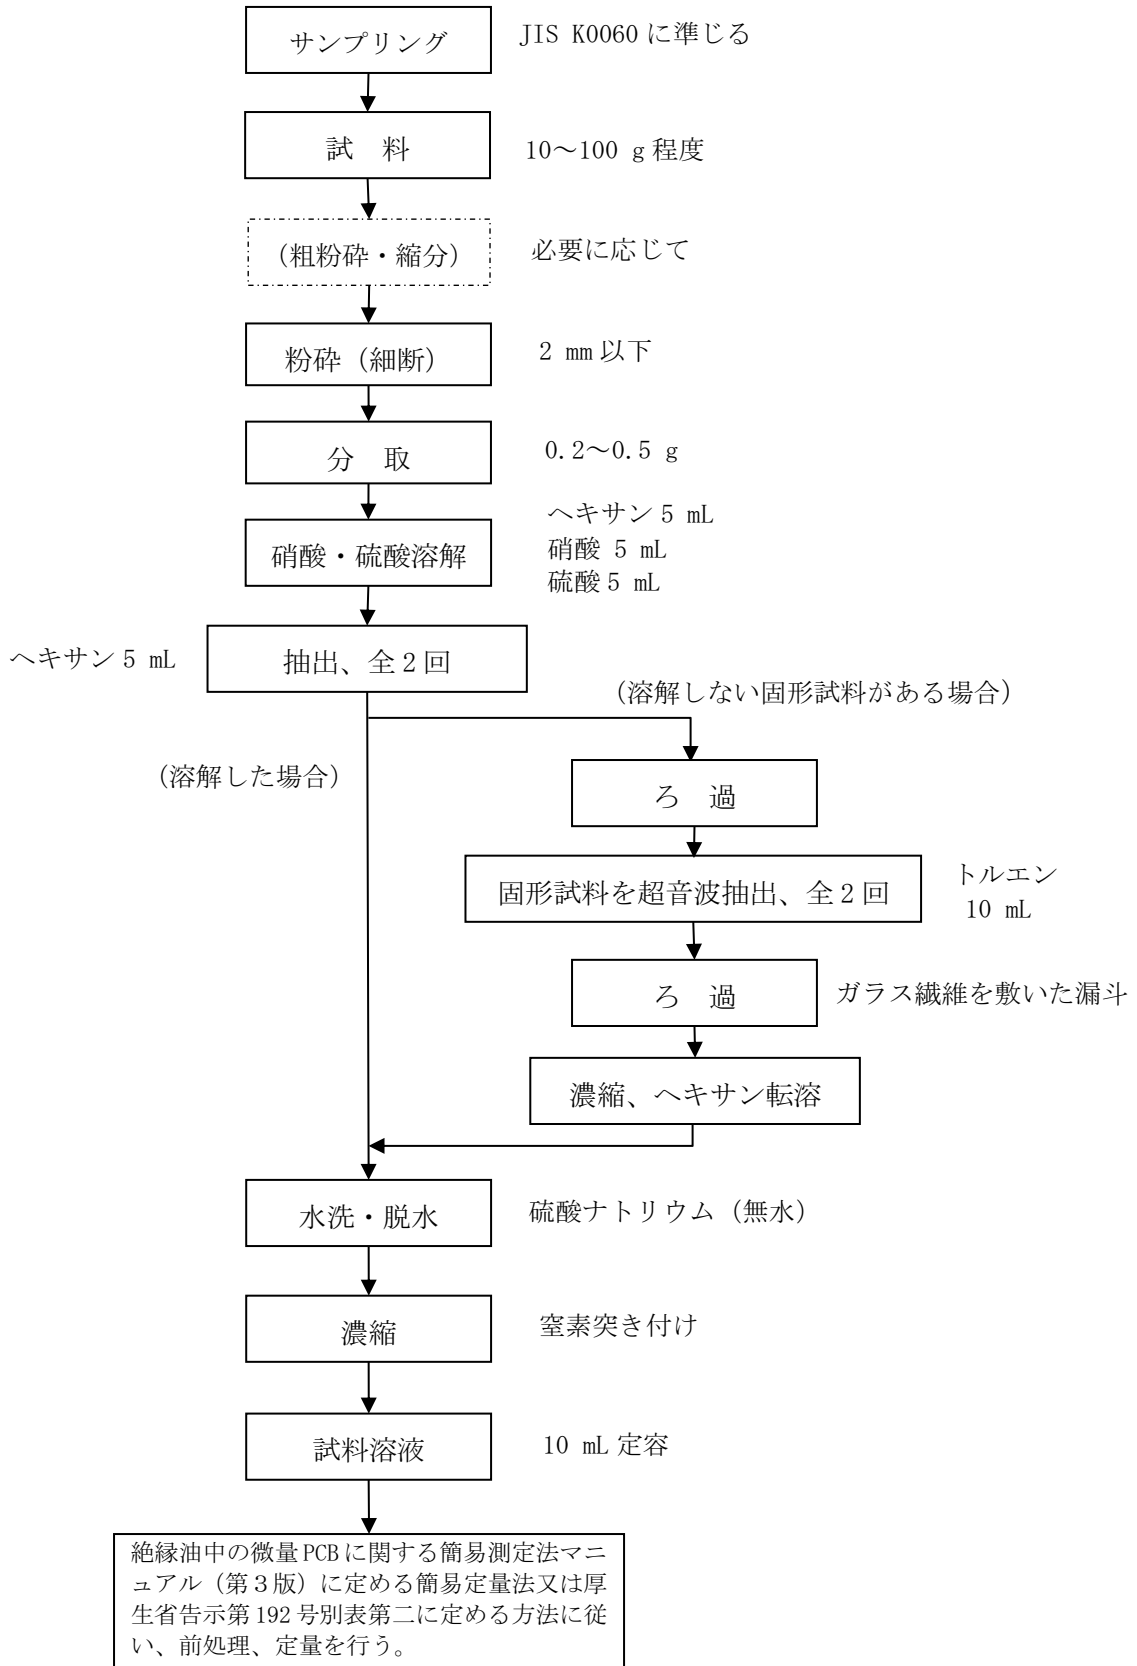 サンプリング
JIS K0060 に準じる
試　料
10～100 g 程度
（粗粉砕・縮分）
必要に応じて
粉砕（細断）
2 mm 以下
分　取
0.2～0.5 g
硝酸・硫酸溶解
ヘキサン 5 mL
硝酸 5 mL
硫酸 5 mL
ヘキサン 5 mL
抽出、全２回
（溶解しない固形試料がある場合）
（溶解した場合）
ろ　過
固形試料を超音波抽出、全２回
トルエン
10 mL
ろ　過
ガラス繊維を敷いた漏斗
濃縮、ヘキサン転溶
水洗・脱水
硫酸ナトリウム（無水）
濃縮
窒素突き付け
試料溶液
10 mL 定容
絶縁油中の微量 PCB に関する簡易測定法マニ
ュアル（第３版）に定める簡易定量法又は厚
生省告示第 192 号別表第二に定める方法に従
い、前処理、定量を行う。